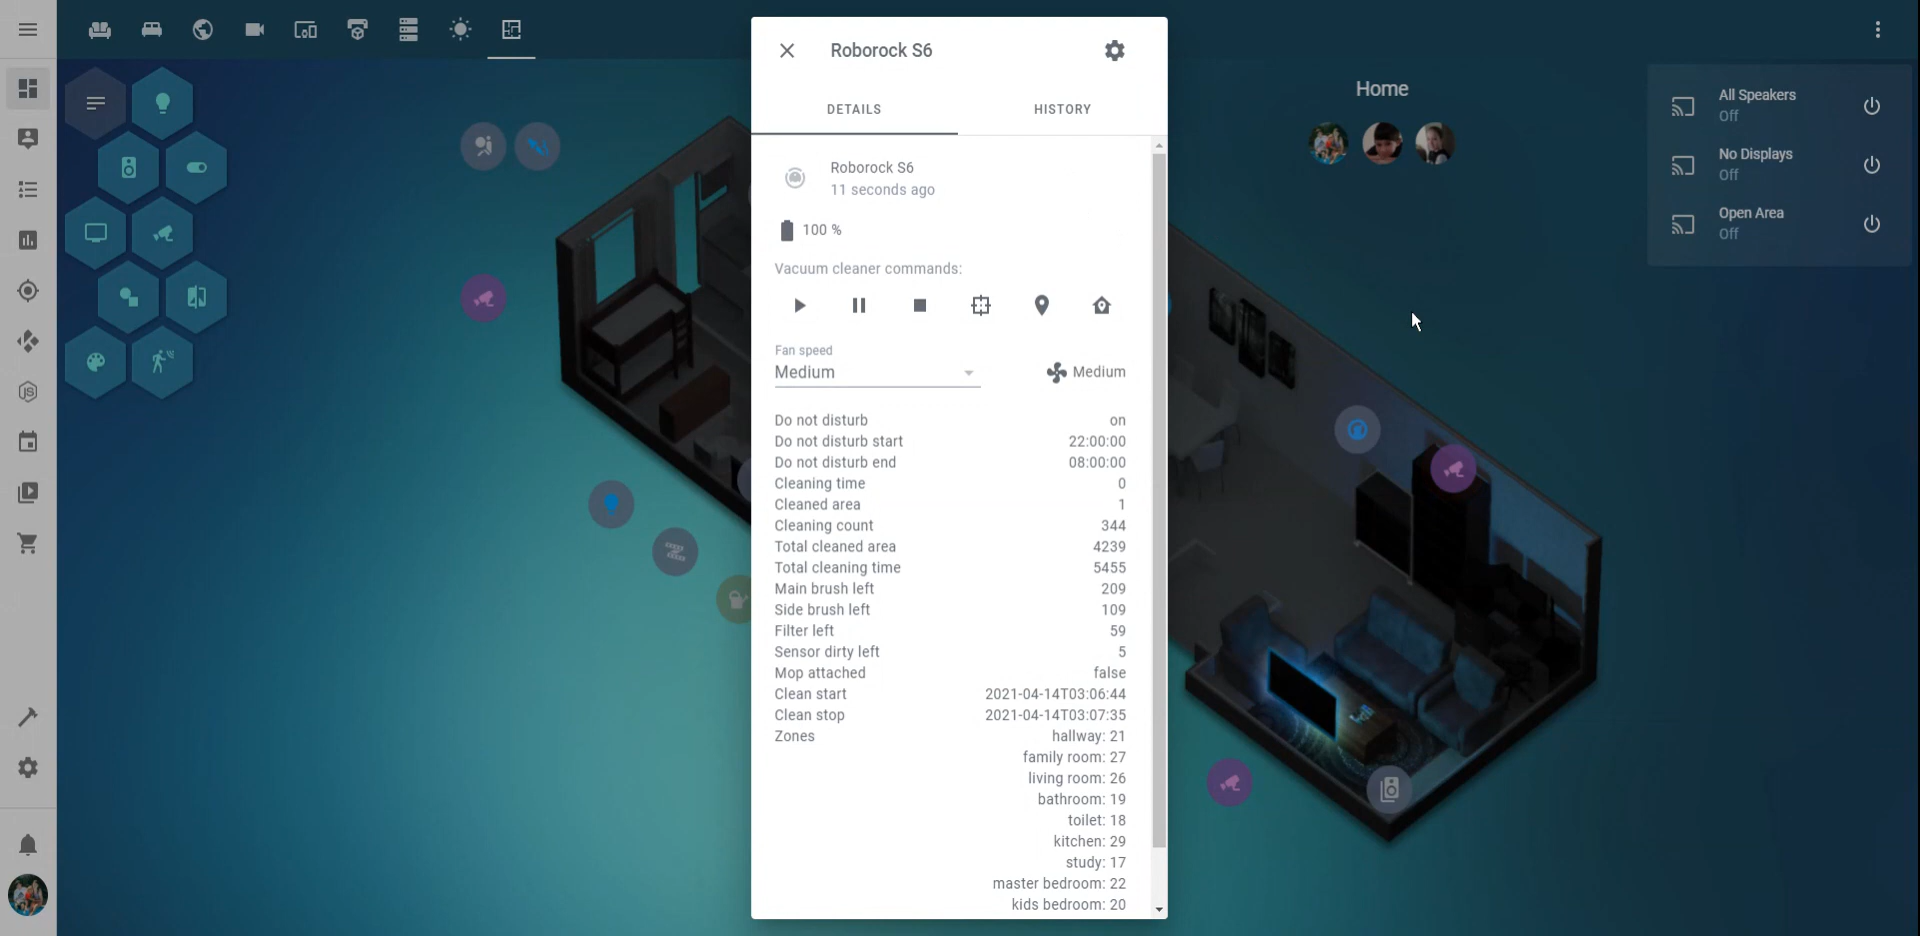 Roborock S6
DETAILS
HISTORY
Roborock S6
11 seconds ago
100 %
Vacuum cleaner commands:
Fan speed
Medium
Medium
Do not disturb on
Do not disturb start 22:00:00
Do not disturb end 08:00:00
Cleaning time 0
Cleaned area 1
Cleaning count 344
Total cleaned area 4239
Total cleaning time 5455
Main brush left 209
Side brush left 109
Filter left 59
Sensor dirty left 5
Mop attached false
Clean start 2021-04-14T03:06:44
Clean stop 2021-04-14T03:07:35
Zones hallway: 21
family room: 27
living room: 26
bathroom: 19
toilet: 18
kitchen: 29
study: 17
master bedroom: 22
kids bedroom: 20
Home
All Speakers
Off
No Displays
Off
Open Area
Off